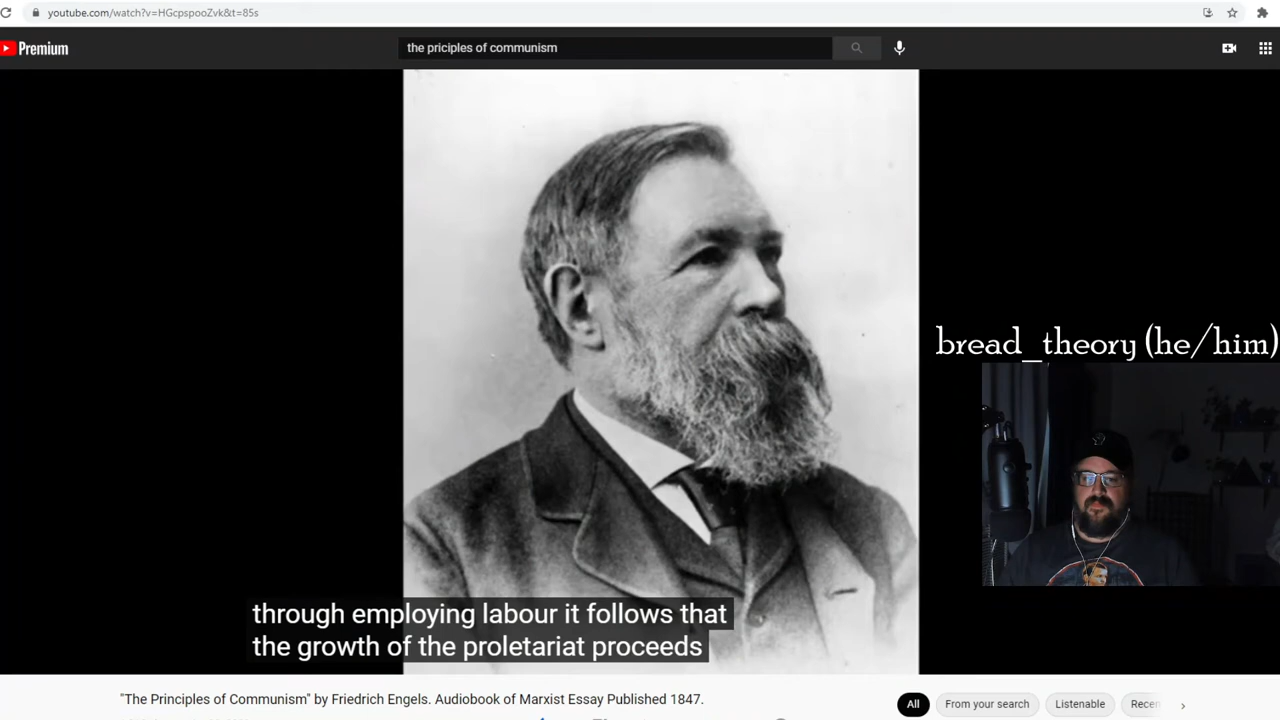 youtube.com/watch?v=HGcpspooZvk&t=85s
Premium
the priciples of communism
bread_theory (he/him)
through employing labour it follows that
the growth of the proletariat proceeds
"The Principles of Communism" by Friedrich Engels. Audiobook of Marxist Essay Published 1847.
All
From your search
Listenable
Recen